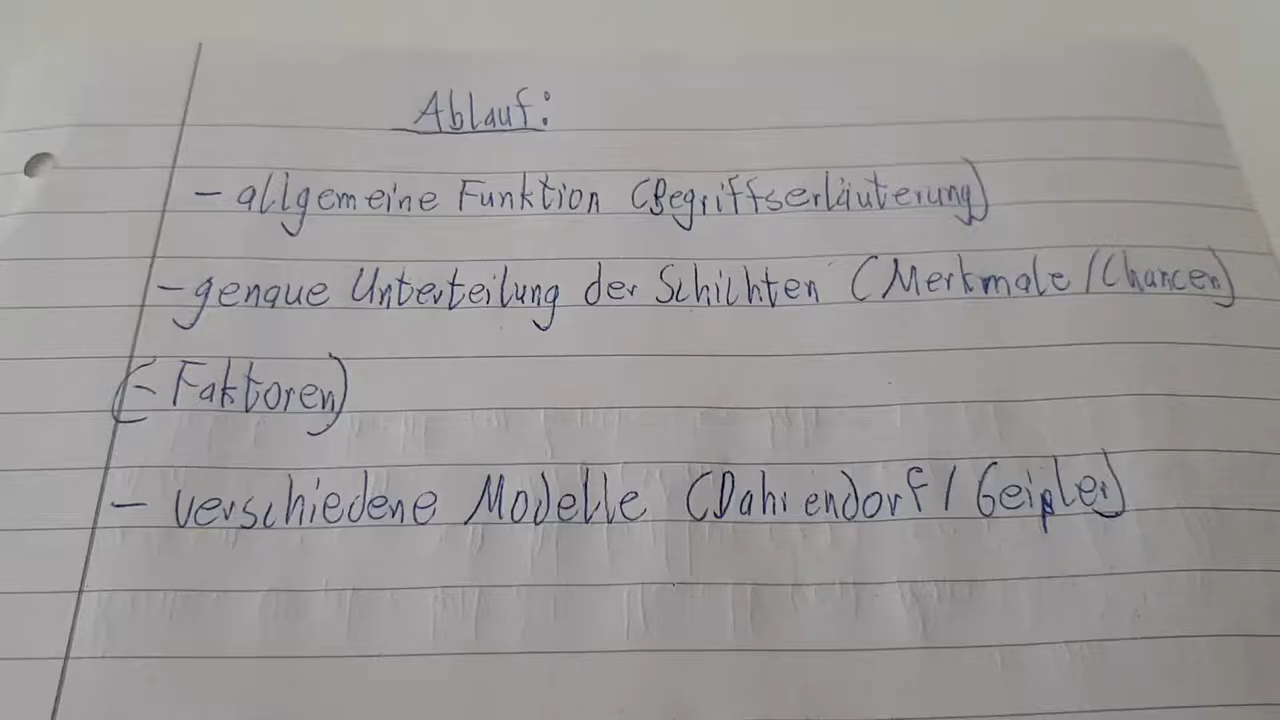 Ablauf:
- allgemeine Funktion (Begriffserläuterung)
- genaue Unterteilung der Schichten (Merkmale / Chancen)
(- Faktoren)
- verschiedene Modelle (Dahrendorf / Geißler)